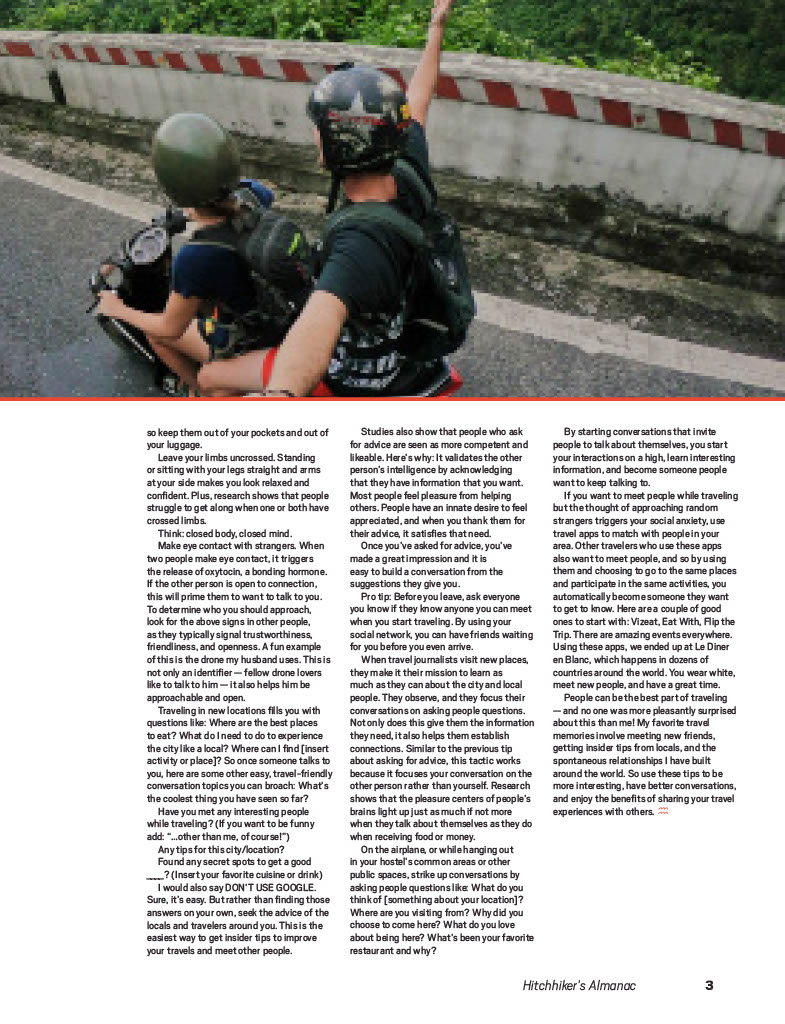 so keep them out of your pockets and out of
your luggage.
Leave your limbs uncrossed. Standing
or sitting with your legs straight and arms
at your side makes you look relaxed and
confident. Plus, research shows that people
struggle to get along when one or both have
crossed limbs.
Think: closed body, closed mind.
Make eye contact with strangers. When
two people make eye contact, it triggers
the release of oxytocin, a bonding hormone.
If the other person is open to connection,
this will prime them to want to talk to you.
To determine who you should approach,
look for the above signs in other people,
as they typically signal trustworthiness,
friendliness, and openness. A fun example
of this is the drone my husband uses. This is
not only an identifier — fellow drone lovers
like to talk to him — it also helps him be
approachable and open.
Traveling in new locations fills you with
questions like: Where are the best places
to eat? What do I need to do to experience
the city like a local? Where can I find [insert
activity or place]? So once someone talks to
you, here are some other easy, travel-friendly
conversation topics you can broach: What's
the coolest thing you have seen so far?
Have you met any interesting people
while traveling? (If you want to be funny
add: “...other than me, of course!”)
Any tips for this city/location?
Found any secret spots to get a good
____? (Insert your favorite cuisine or drink)
I would also say DON'T USE GOOGLE.
Sure, it's easy. But rather than finding those
answers on your own, seek the advice of the
locals and travelers around you. This is the
easiest way to get insider tips to improve
your travels and meet other people.
Studies also show that people who ask
for advice are seen as more competent and
likeable. Here's why: It validates the other
person's intelligence by acknowledging
that they have information that you want.
Most people feel pleasure from helping
others. People have an innate desire to feel
appreciated, and when you thank them for
their advice, it satisfies that need.
Once you've asked for advice, you've
made a great impression and it is
easy to build a conversation from the
suggestions they give you.
Pro tip: Before you leave, ask everyone
you know if they know anyone you can meet
when you start traveling. By using your
social network, you can have friends waiting
for you before you even arrive.
When travel journalists visit new places,
they make it their mission to learn as
much as they can about the city and local
people. They observe, and they focus their
conversations on asking people questions.
Not only does this give them the information
they need, it also helps them establish
connections. Similar to the previous tip
about asking for advice, this tactic works
because it focuses your conversation on the
other person rather than yourself. Research
shows that the pleasure centers of people's
brains light up just as much if not more
when they talk about themselves as they do
when receiving food or money.
On the airplane, or while hanging out
in your hostel's common areas or other
public spaces, strike up conversations by
asking people questions like: What do you
think of [something about your location]?
Where are you visiting from? Why did you
choose to come here? What do you love
about being here? What's been your favorite
restaurant and why?
By starting conversations that invite
people to talk about themselves, you start
your interactions on a high, learn interesting
information, and become someone people
want to keep talking to.
If you want to meet people while traveling
but the thought of approaching random
strangers triggers your social anxiety, use
travel apps to match with people in your
area. Other travelers who use these apps
also want to meet people, and so by using
them and choosing to go to the same places
and participate in the same activities, you
automatically become someone they want
to get to know. Here are a couple of good
ones to start with: Vizeat, Eat With, Flip the
Trip. There are amazing events everywhere.
Using these apps, we ended up at Le Diner
en Blanc, which happens in dozens of
countries around the world. You wear white,
meet new people, and have a great time.
People can be the best part of traveling
— and no one was more pleasantly surprised
about this than me! My favorite travel
memories involve meeting new friends,
getting insider tips from locals, and the
spontaneous relationships I have built
around the world. So use these tips to be
more interesting, have better conversations,
and enjoy the benefits of sharing your travel
experiences with others.
Hitchhiker's Almanac 3